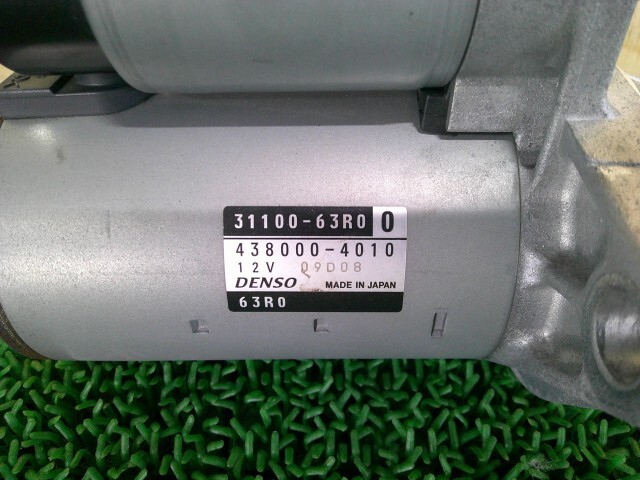 31100-63R0 0
438000-4010
12V 09D08
DENSO MADE IN JAPAN
63R0